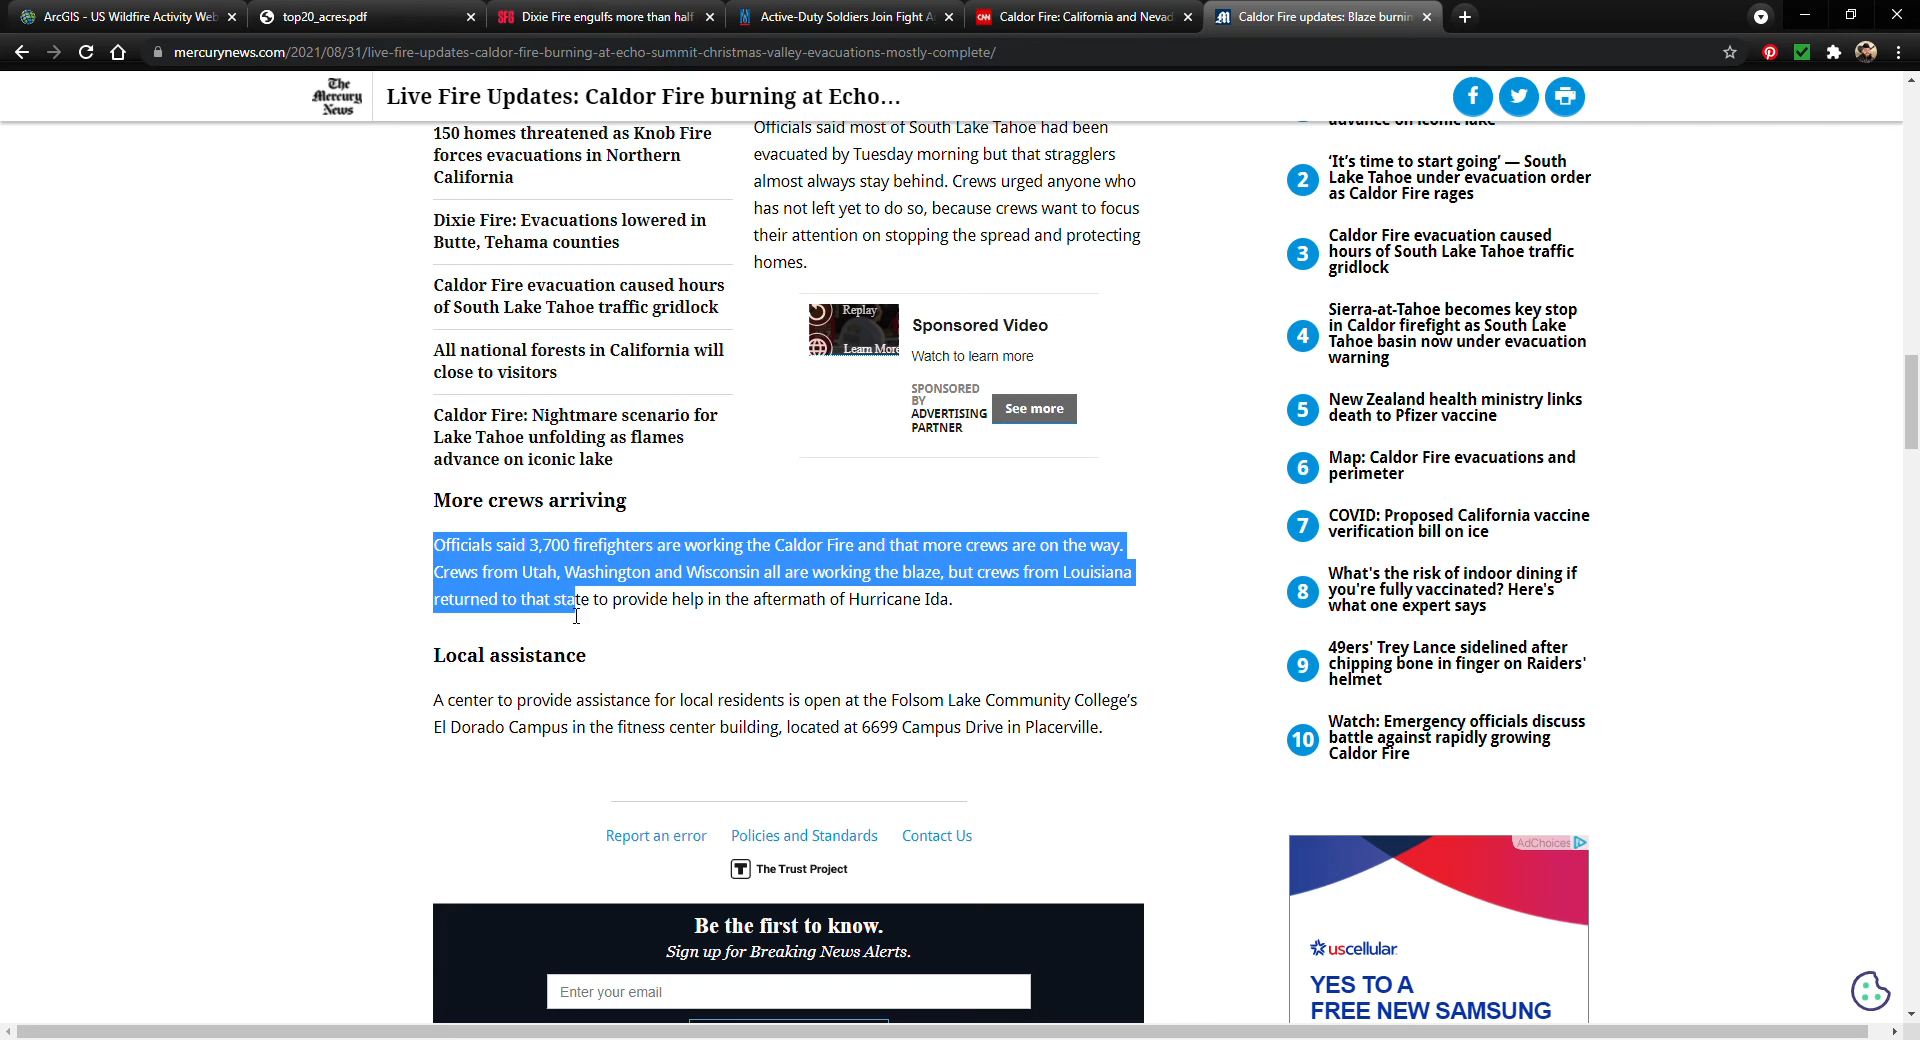 ArcGIS - US Wildfire Activity Web
top20_acres.pdf
SFG Dixie Fire engulfs more than half
Active-Duty Soldiers Join Fight A
CNN Caldor Fire: California and Nevad
Caldor Fire updates: Blaze burnin
mercurynews.com/2021/08/31/live-fire-updates-caldor-fire-burning-at-echo-summit-christmas-valley-evacuations-mostly-complete/
The
Mercury
News
Live Fire Updates: Caldor Fire burning at Echo…
150 homes threatened as Knob Fire
forces evacuations in Northern
California
Dixie Fire: Evacuations lowered in
Butte, Tehama counties
Caldor Fire evacuation caused hours
of South Lake Tahoe traffic gridlock
All national forests in California will
close to visitors
Caldor Fire: Nightmare scenario for
Lake Tahoe unfolding as flames
advance on iconic lake
Officials said most of South Lake Tahoe had been
evacuated by Tuesday morning but that stragglers
almost always stay behind. Crews urged anyone who
has not left yet to do so, because crews want to focus
their attention on stopping the spread and protecting
homes.
Replay
Learn More
Sponsored Video
Watch to learn more
SPONSORED
BY
ADVERTISING
PARTNER
See more
More crews arriving
Officials said 3,700 firefighters are working the Caldor Fire and that more crews are on the way.
Crews from Utah, Washington and Wisconsin all are working the blaze, but crews from Louisiana
returned to that state to provide help in the aftermath of Hurricane Ida.
Local assistance
A center to provide assistance for local residents is open at the Folsom Lake Community College's
El Dorado Campus in the fitness center building, located at 6699 Campus Drive in Placerville.
Report an error
Policies and Standards
Contact Us
T The Trust Project
Be the first to know.
Sign up for Breaking News Alerts.
Enter your email
advance on iconic lake
2 ‘It’s time to start going’ — South
Lake Tahoe under evacuation order
as Caldor Fire rages
3 Caldor Fire evacuation caused
hours of South Lake Tahoe traffic
gridlock
4 Sierra-at-Tahoe becomes key stop
in Caldor firefight as South Lake
Tahoe basin now under evacuation
warning
5 New Zealand health ministry links
death to Pfizer vaccine
6 Map: Caldor Fire evacuations and
perimeter
7 COVID: Proposed California vaccine
verification bill on ice
8 What's the risk of indoor dining if
you're fully vaccinated? Here's
what one expert says
9 49ers' Trey Lance sidelined after
chipping bone in finger on Raiders'
helmet
10 Watch: Emergency officials discuss
battle against rapidly growing
Caldor Fire
AdChoices
uscellular
YES TO A
FREE NEW SAMSUNG